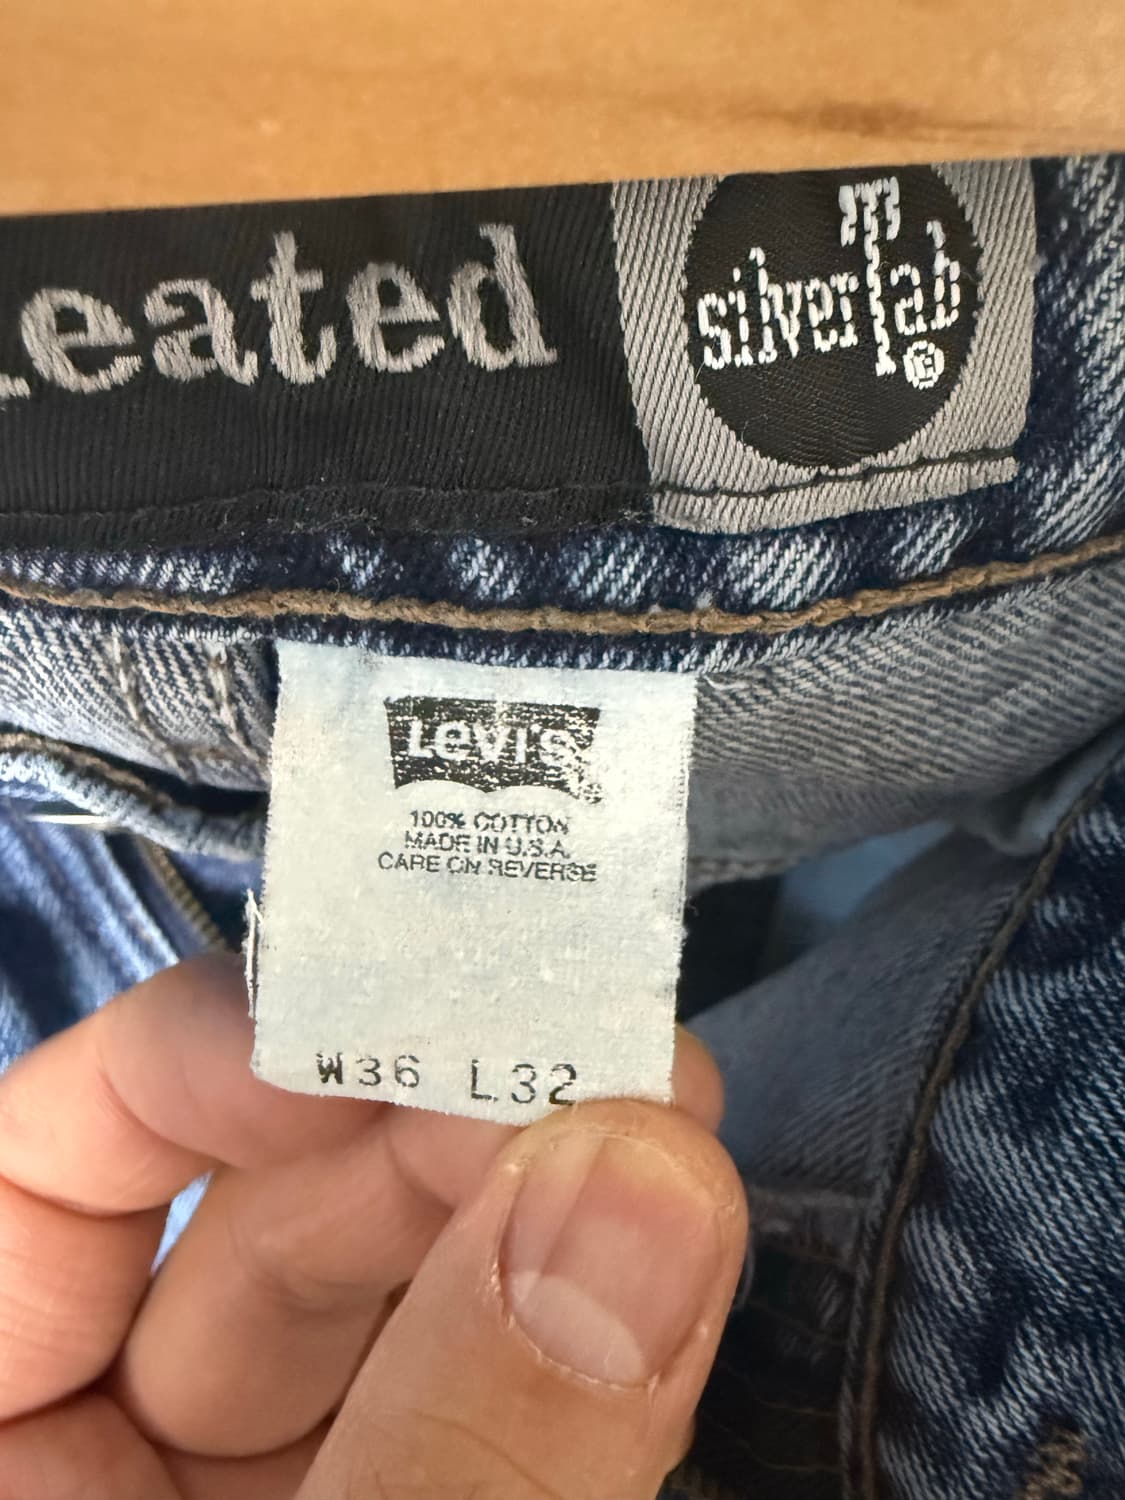 leated
silverTab®
Levi's®
100% COTTON
MADE IN U.S.A.
CARE ON REVERSE
W36 L32